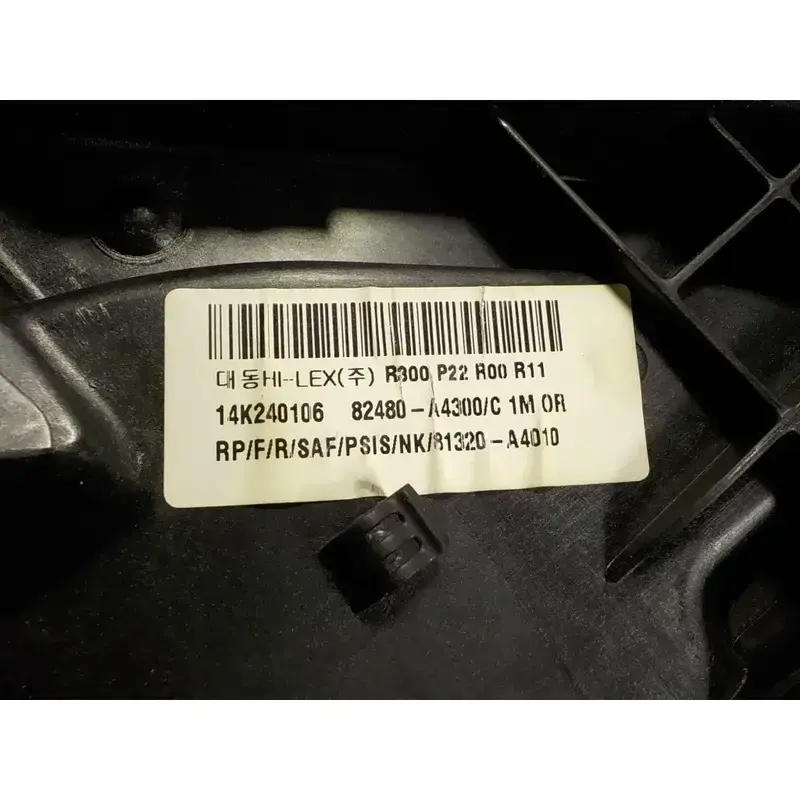 대동HI-LEX(주) R300 P22 R00 R11
14K240106 82480-A4300/C 1M 0R
RP/F/R/SAF/PSIS/NK/81320-A4010